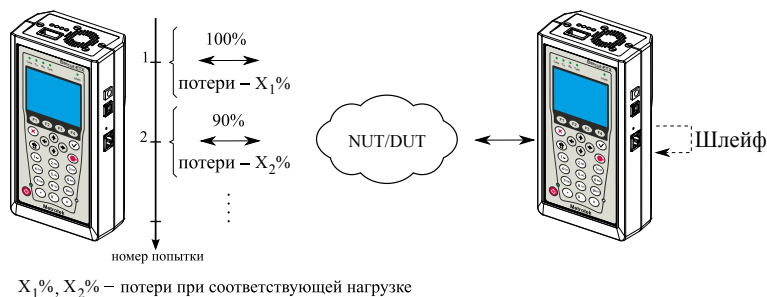 1
100%
потери – X₁%
2
90%
потери – X₂%
номер попытки
NUT/DUT
Шлейф
X₁%, X₂% – потери при соответствующей нагрузке